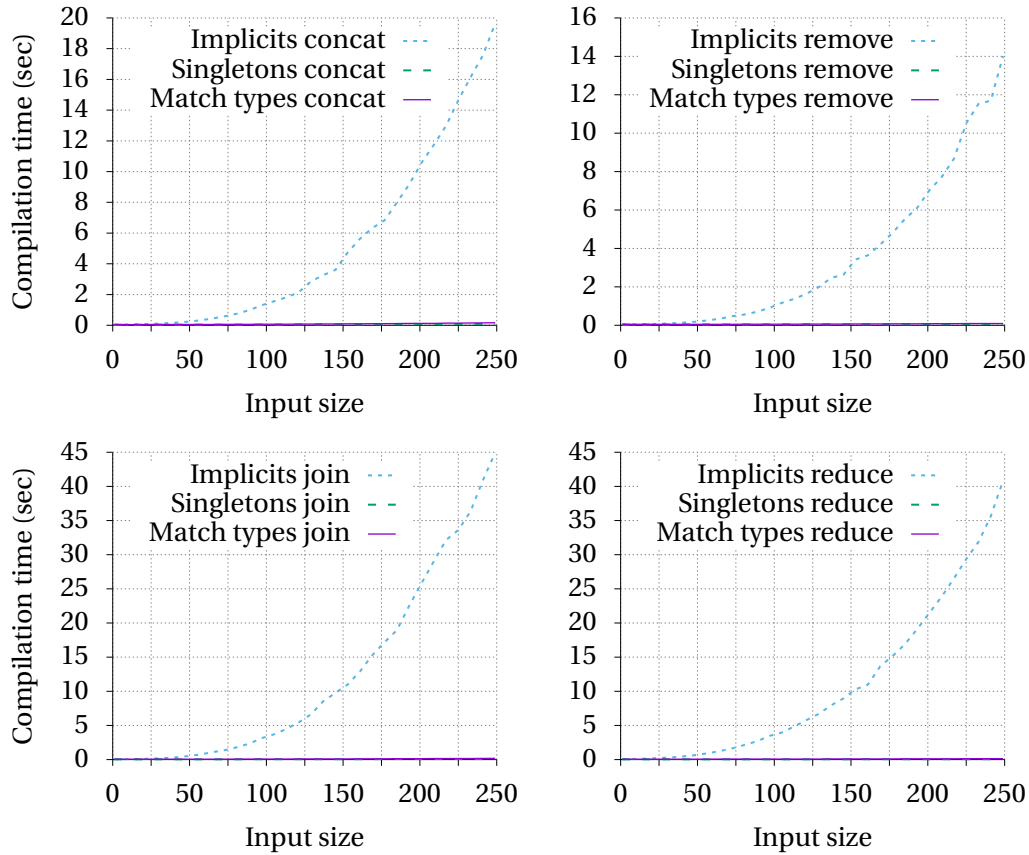 Compilation time (sec)
20
18
16
14
12
10
8
6
4
2
0
Implicits concat
Singletons concat
Match types concat
0 50 100 150 200 250
Input size
16
14
12
10
8
6
4
2
0
Implicits remove
Singletons remove
Match types remove
0 50 100 150 200 250
Input size
Compilation time (sec)
45
40
35
30
25
20
15
10
5
0
Implicits join
Singletons join
Match types join
0 50 100 150 200 250
Input size
45
40
35
30
25
20
15
10
5
0
Implicits reduce
Singletons reduce
Match types reduce
0 50 100 150 200 250
Input size